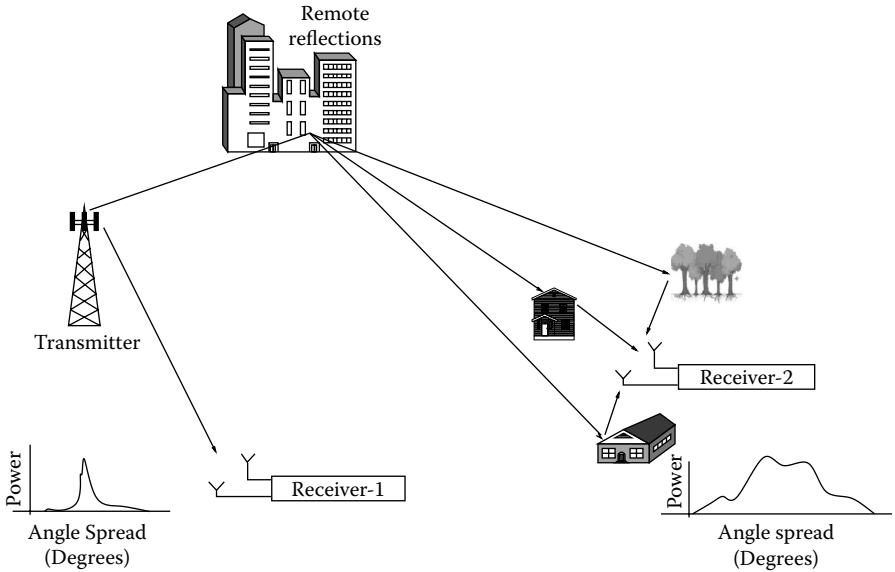 Remote
reflections
Transmitter
Receiver-2
Receiver-1
Power
Angle Spread
(Degrees)
Power
Angle spread
(Degrees)